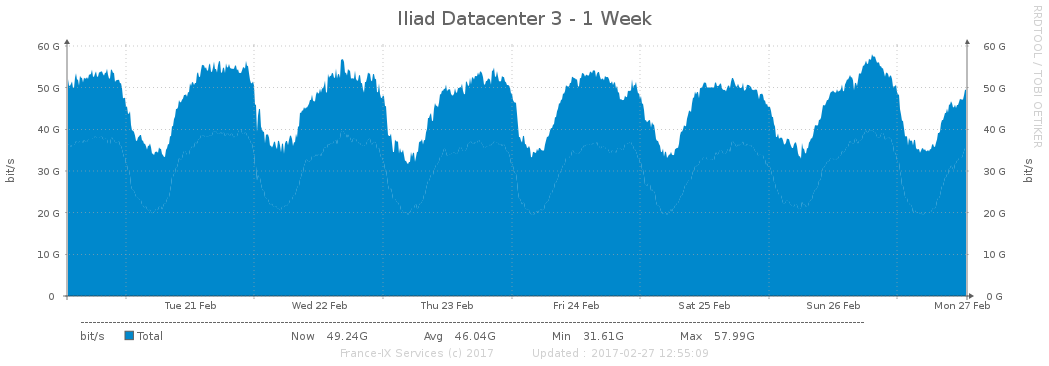 Iliad Datacenter 3 - 1 Week
RRDTOOL / TOBI OETIKER
60 G 60 G
50 G 50 G
40 G 40 G
30 G 30 G
20 G 20 G
10 G 10 G
0 0 G
bit/s bit/s
Tue 21 Feb Wed 22 Feb Thu 23 Feb Fri 24 Feb Sat 25 Feb Sun 26 Feb Mon 27 Feb
bit/s Total Now 49.24G Avg 46.04G Min 31.61G Max 57.99G
France-IX Services (c) 2017 Updated : 2017-02-27 12:55:09